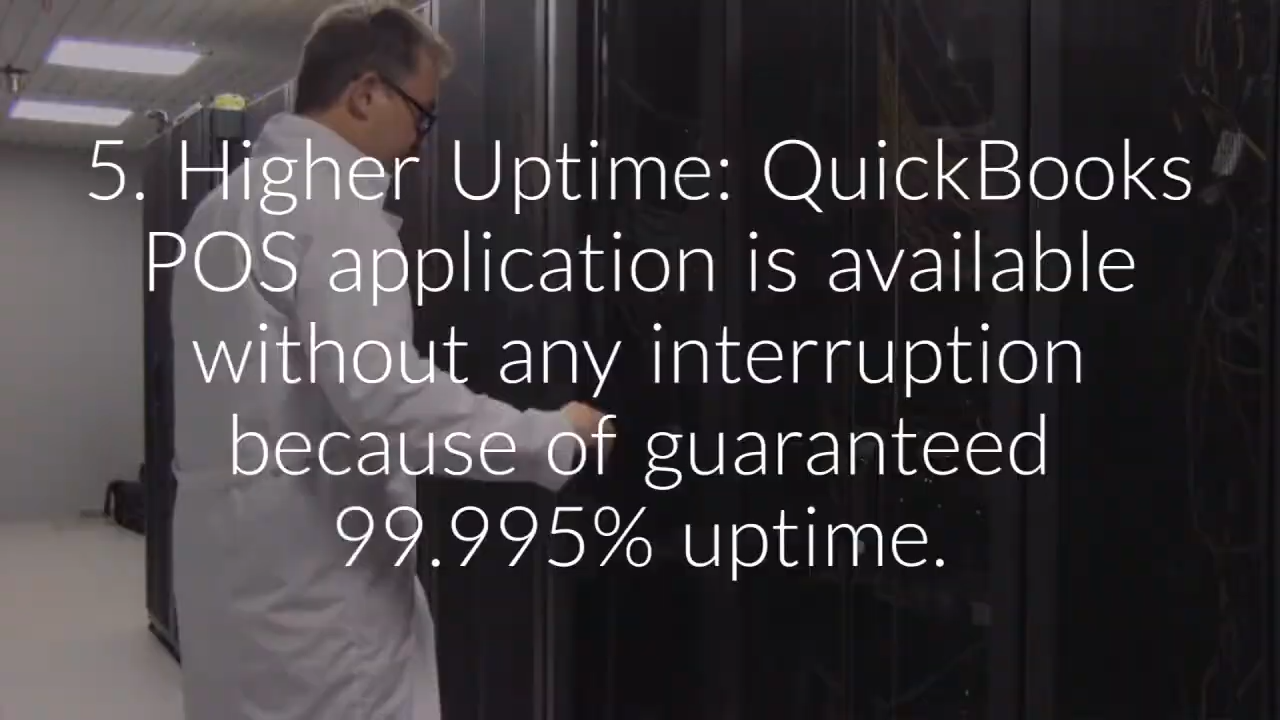 5. Higher Uptime: QuickBooks
POS application is available
without any interruption
because of guaranteed
99.995% uptime.